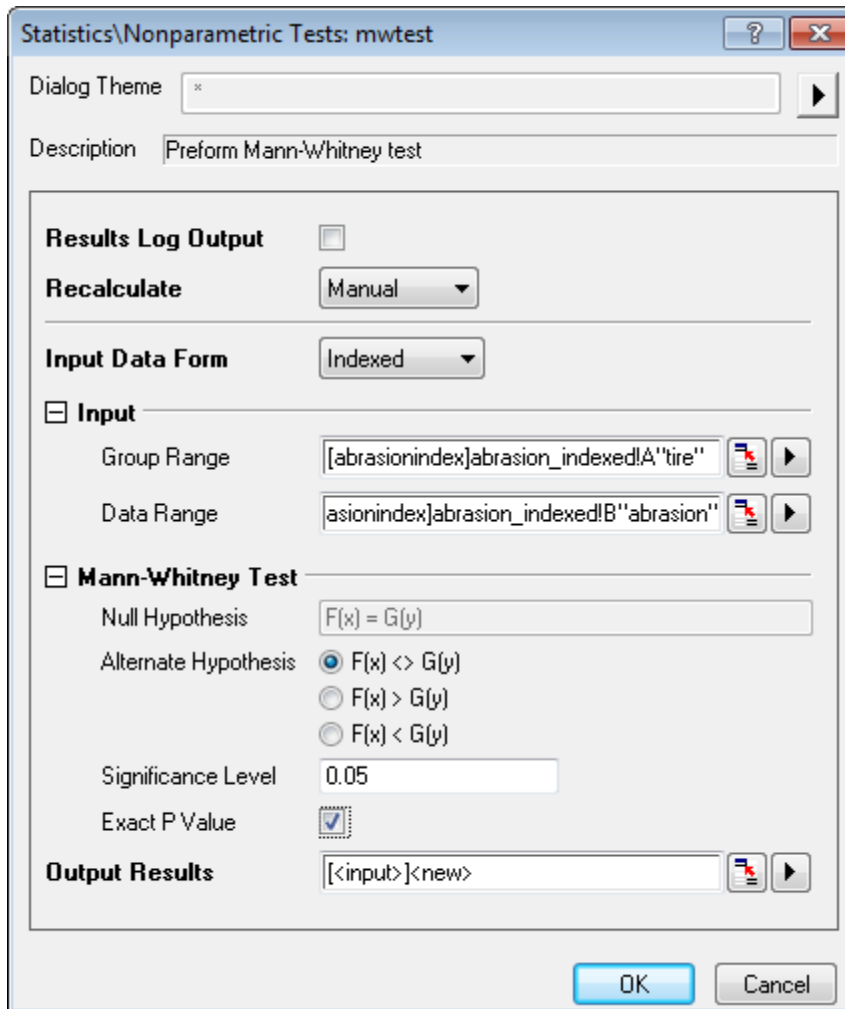 Statistics\Nonparametric Tests: mwtest
Dialog Theme *
Description Preform Mann-Whitney test
Results Log Output
Recalculate Manual
Input Data Form Indexed
Input
Group Range [abrasionindex]abrasion_indexed!A"tire"
Data Range asionindex]abrasion_indexed!B"abrasion"
Mann-Whitney Test
Null Hypothesis F(x) = G(y)
Alternate Hypothesis F(x) <> G(y)
F(x) > G(y)
F(x) < G(y)
Significance Level 0.05
Exact P Value
Output Results [<input>]<new>
OK Cancel